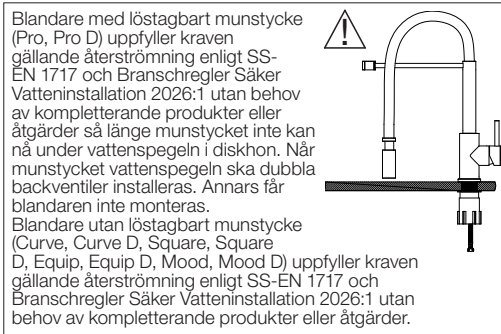 Blandare med löstagbart munstycke
(Pro, Pro D) uppfyller kraven
gällande återströmning enligt SS-
EN 1717 och Branschregler Säker
Vatteninstallation 2026:1 utan behov
av kompletterande produkter eller
åtgärder så länge munstycket inte kan
nå under vattenspegeln i diskhon. Når
munstycket vattenspegeln ska dubbla
backventiler installeras. Annars får
blandaren inte monteras.
Blandare utan löstagbart munstycke
(Curve, Curve D, Square, Square
D, Equip, Equip D, Mood, Mood D) uppfyller kraven
gällande återströmning enligt SS-EN 1717 och
Branschregler Säker Vatteninstallation 2026:1 utan
behov av kompletterande produkter eller åtgärder.